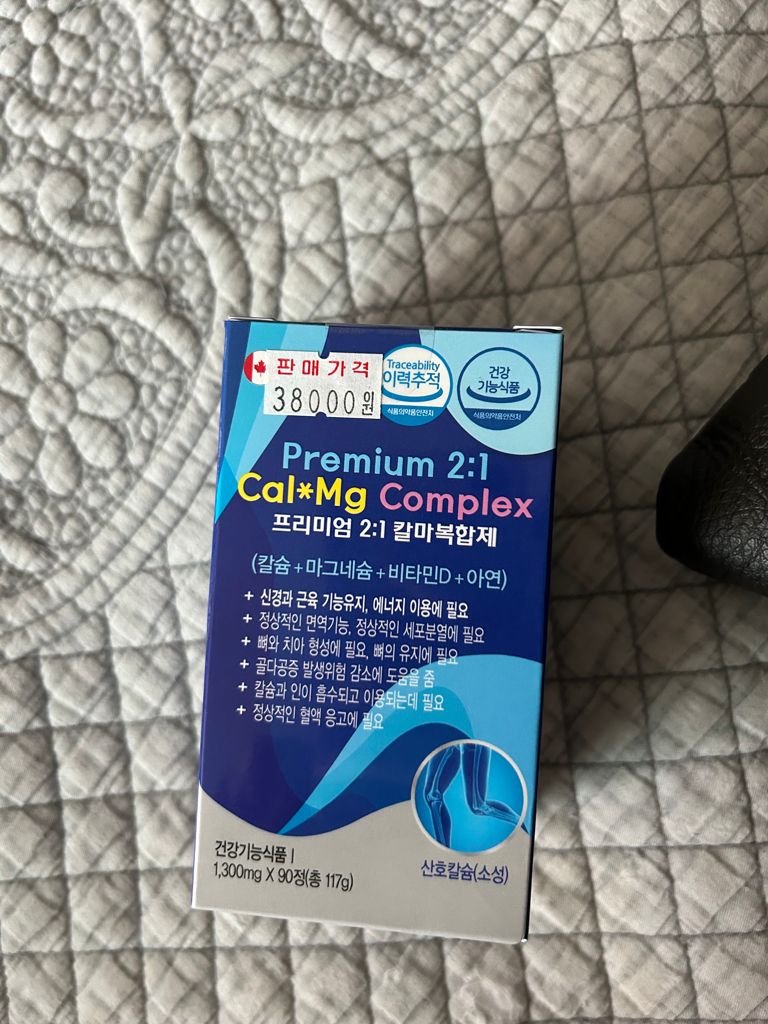 판매가격
38000원
Traceability
이력추적
식품의약품안전처
건강
기능식품
식품의약품안전처
Premium 2:1
Cal*Mg Complex
프리미엄 2:1 칼마복합제
(칼슘+마그네슘+비타민D+아연)
+ 신경과 근육 기능유지, 에너지 이용에 필요
+ 정상적인 면역기능, 정상적인 세포분열에 필요
+ 뼈와 치아 형성에 필요, 뼈의 유지에 필요
+ 골다공증 발생위험 감소에 도움을 줌
+ 칼슘과 인이 흡수되고 이용되는데 필요
+ 정상적인 혈액 응고에 필요
건강기능식품 |
1,300mg X 90정(총 117g)
산호칼슘(소성)